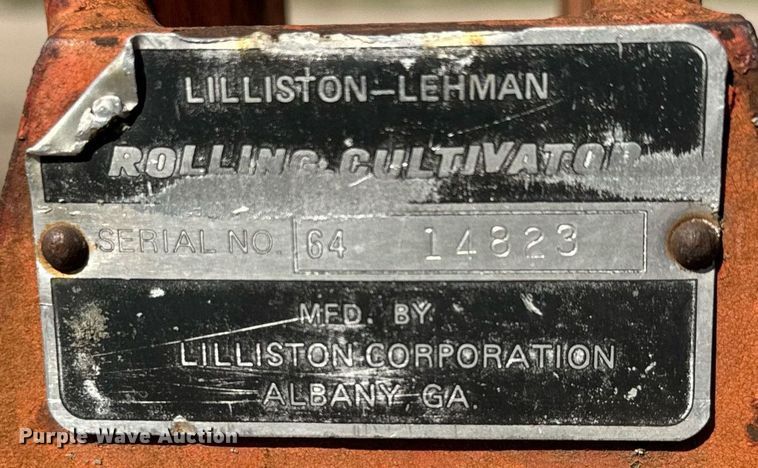 LILLISTON-LEHMAN
ROLLING CULTIVATOR
SERIAL NO. 64 14823
MFD. BY
LILLISTON CORPORATION
ALBANY, GA.
Purple Wave Auction